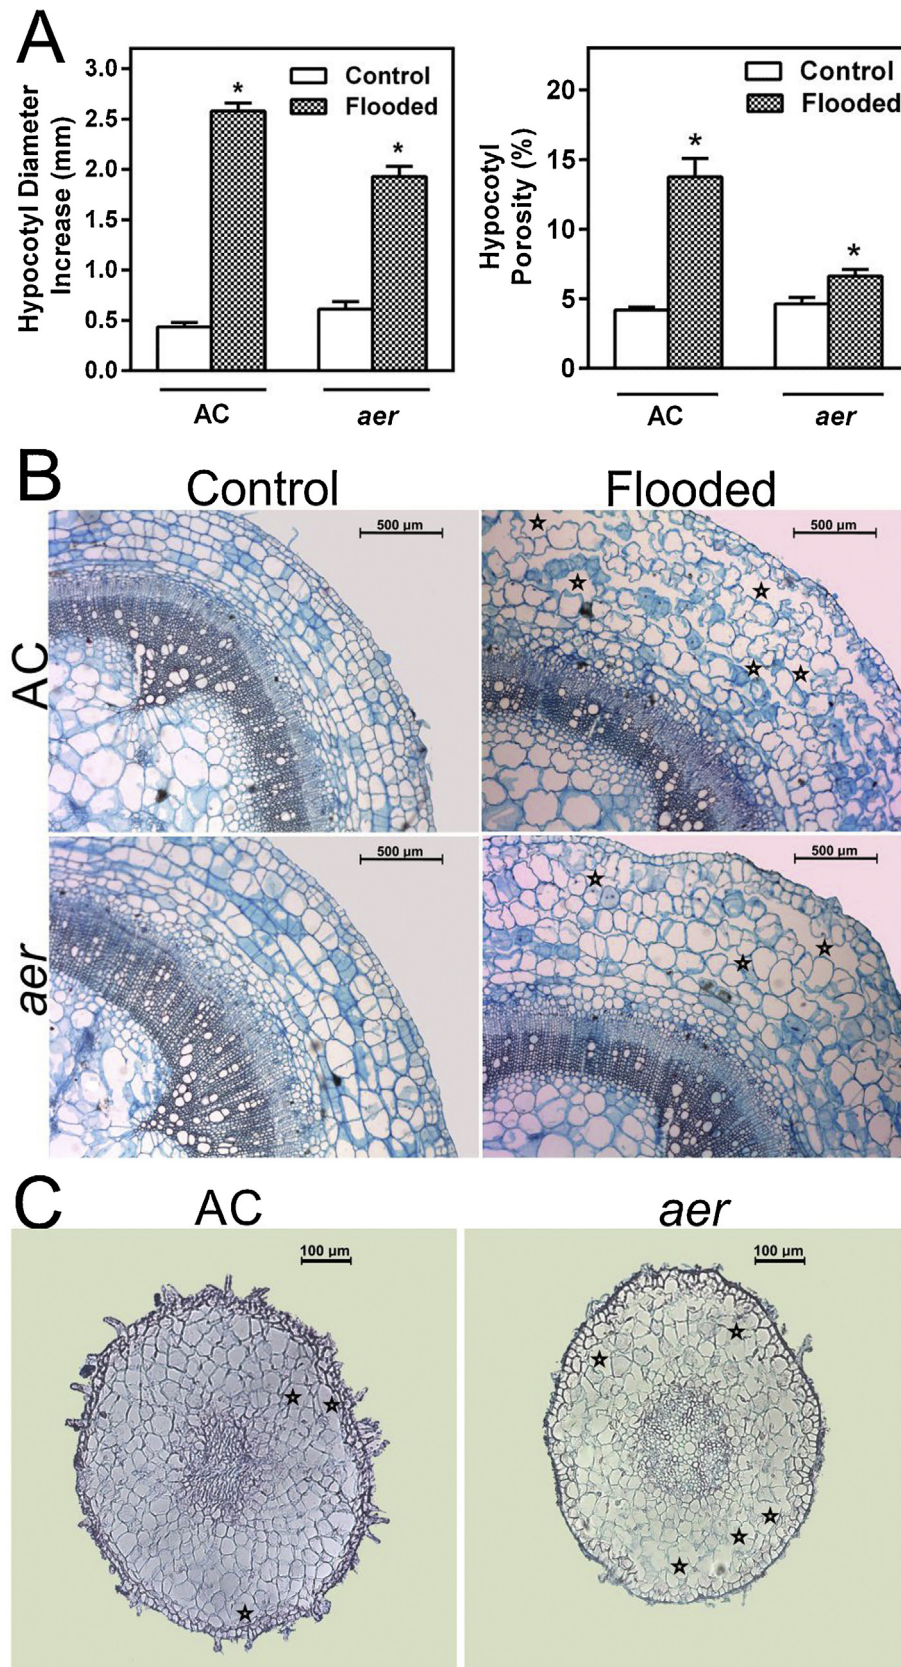 A
Hypocotyl Diameter
Increase (mm)
3.0
2.5
2.0
1.5
1.0
0.5
0.0
Control
Flooded
*
*
AC
aer
Hypocotyl
Porosity (%)
20
15
10
5
0
Control
Flooded
*
*
AC
aer
B
Control
Flooded
AC
500 µm
500 µm
aer
500 µm
500 µm
C
AC
aer
100 µm
100 µm